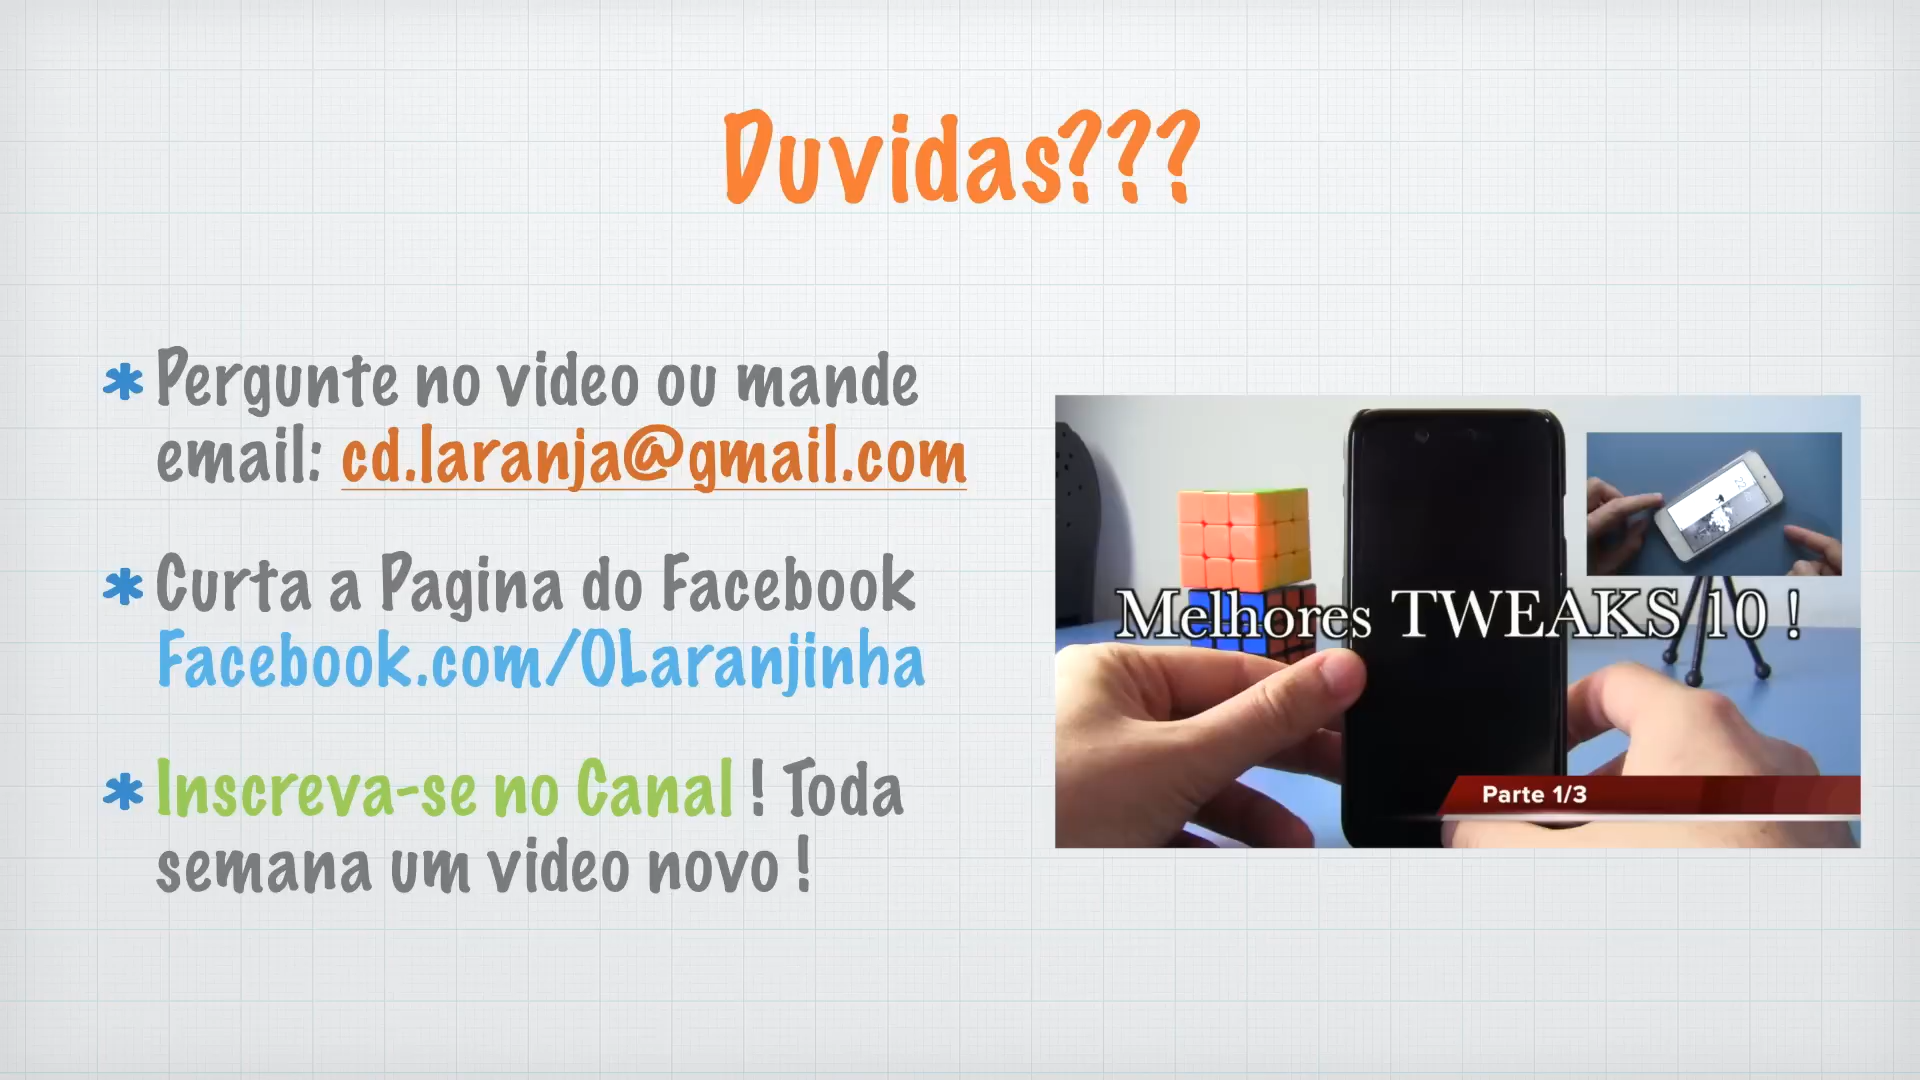 Duvidas???
Pergunte no video ou mande
email: cd.laranja@gmail.com
Curta a Pagina do Facebook
Facebook.com/OLaranjinha
Inscreva-se no Canal ! Toda
semana um video novo !
Melhores TWEAKS 10 !
Parte 1/3